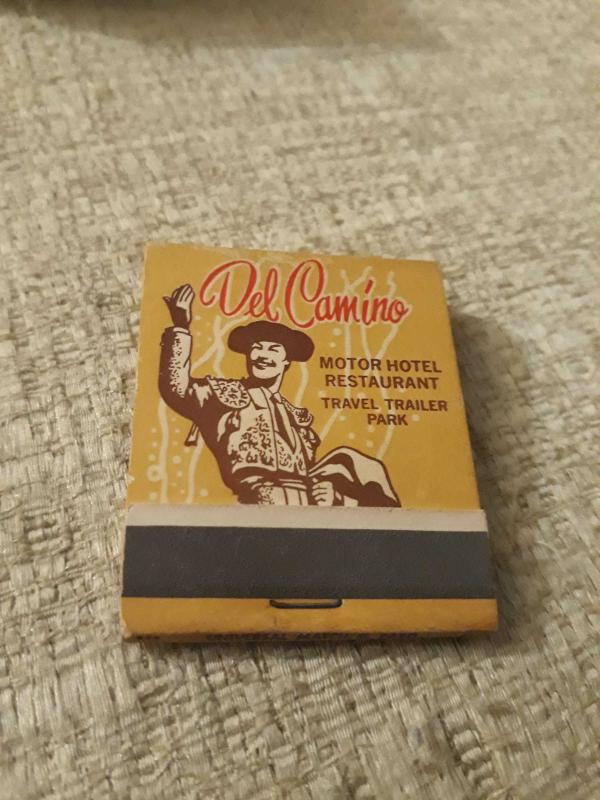 Del Camino
MOTOR HOTEL
RESTAURANT
TRAVEL TRAILER
PARK